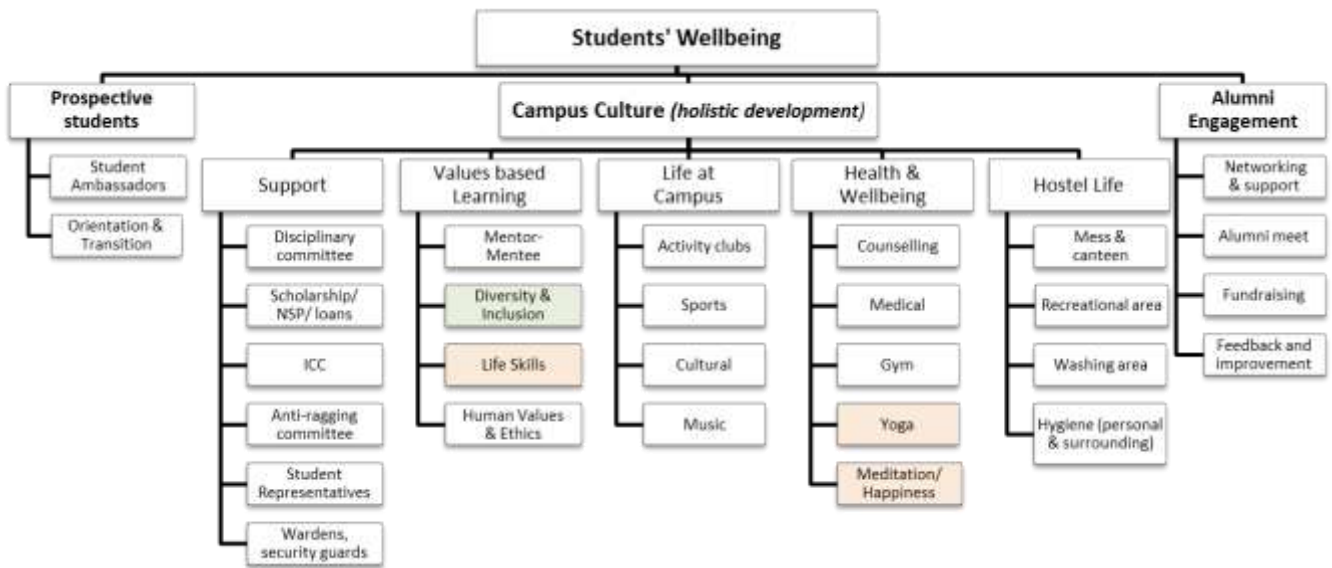 Students' Wellbeing
Prospective
students
Student
Ambassadors
Orientation &
Transition
Campus Culture (holistic development)
Support
Disciplinary
committee
Scholarship/
NSP/ loans
ICC
Anti-ragging
committee
Student
Representatives
Wardens,
security guards
Values based
Learning
Mentor-
Mentee
Diversity &
Inclusion
Life Skills
Human Values
& Ethics
Life at
Campus
Activity clubs
Sports
Cultural
Music
Health &
Wellbeing
Counselling
Medical
Gym
Yoga
Meditation/
Happiness
Hostel Life
Mess &
canteen
Recreational area
Washing area
Hygiene (personal
& surrounding)
Alumni
Engagement
Networking
& support
Alumni meet
Fundraising
Feedback and
improvement